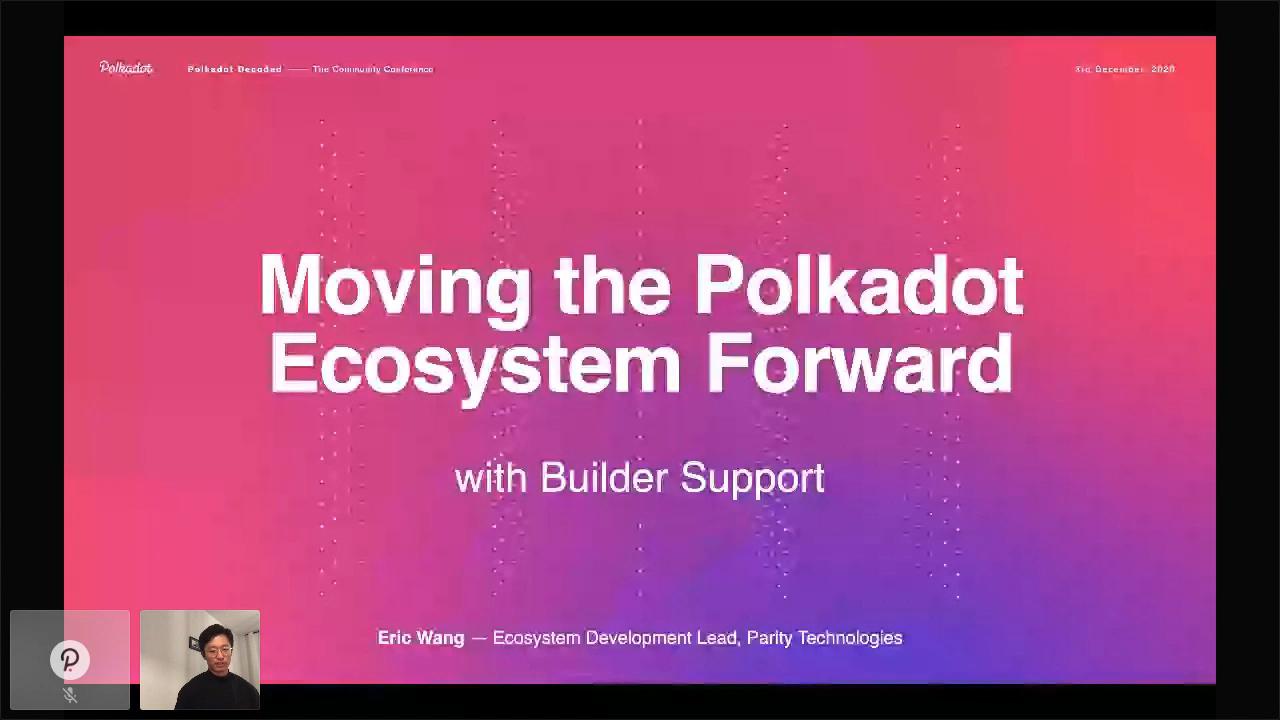 Polkadot Polkadot Decoded — The Community Conference 3rd December, 2020
Moving the Polkadot
Ecosystem Forward
with Builder Support
Eric Wang — Ecosystem Development Lead, Parity Technologies